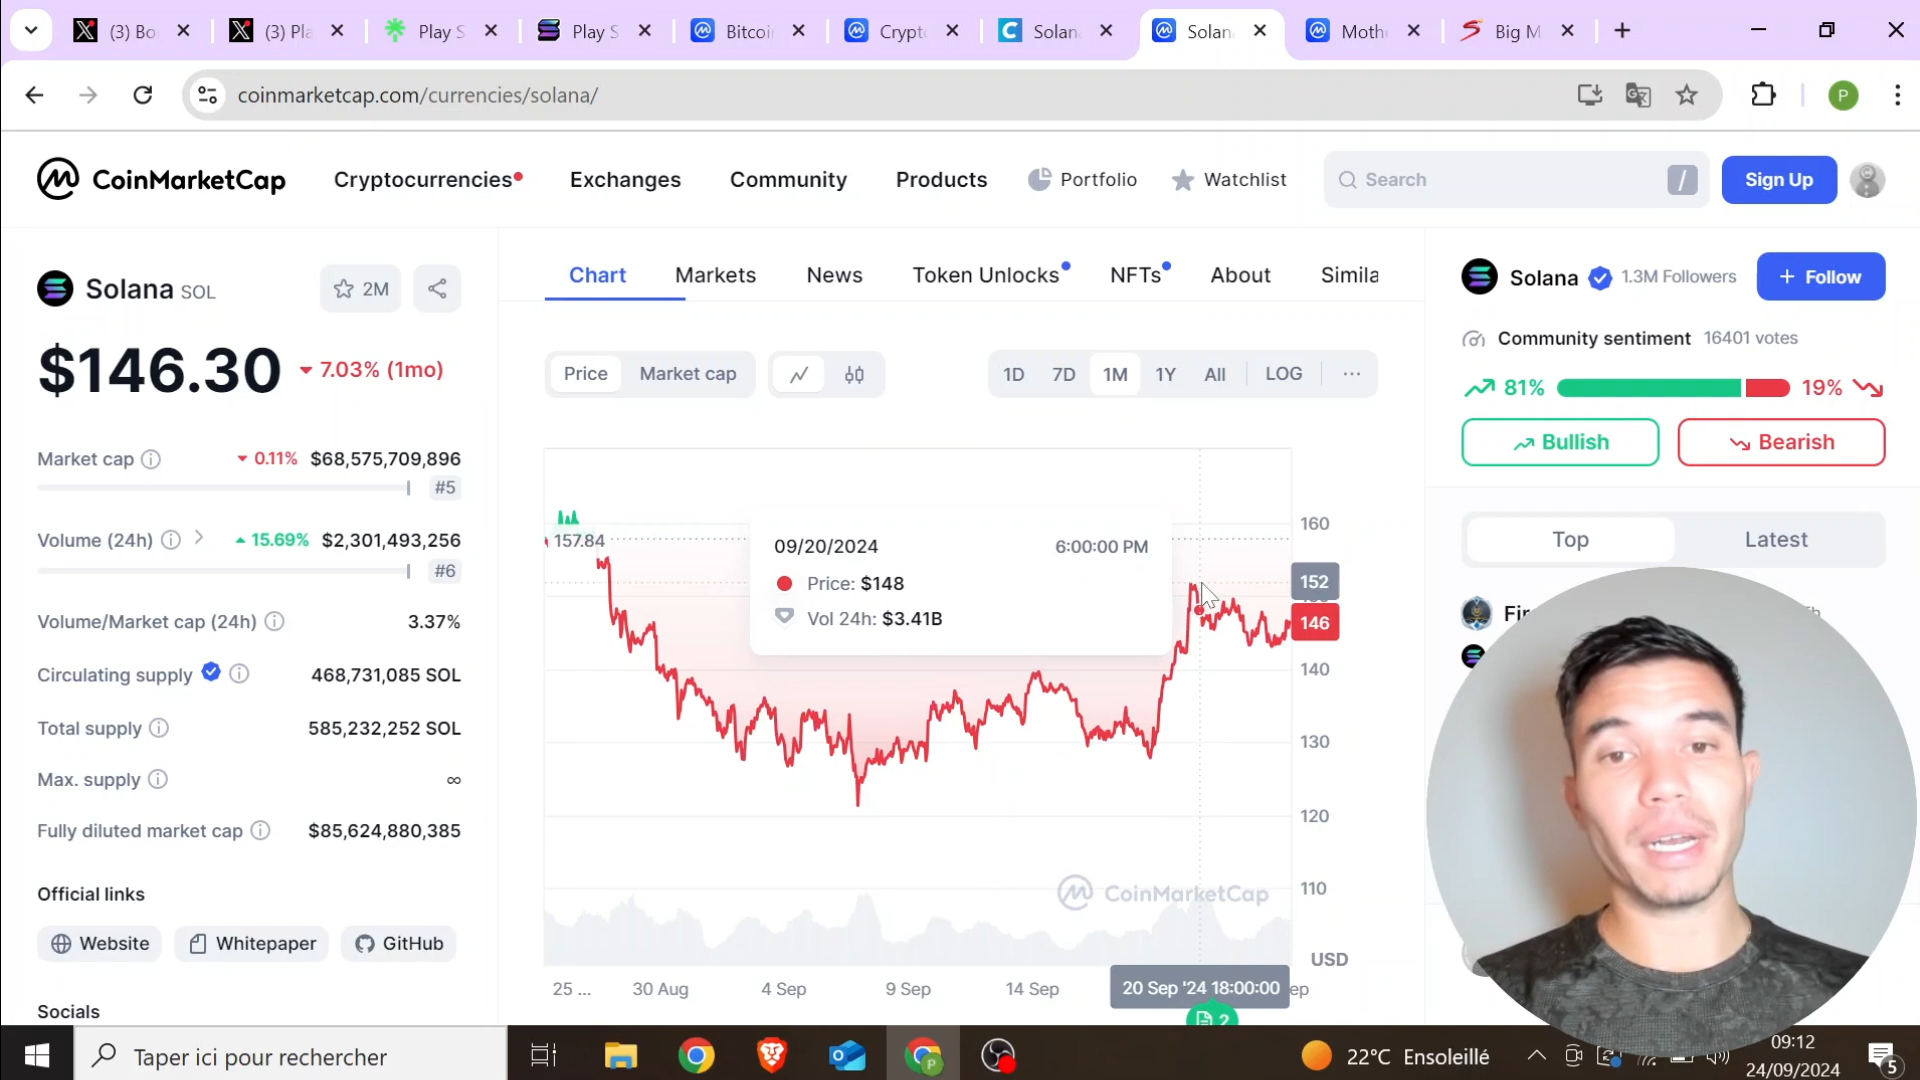 (3) Bo
(3) Pla
Play S
Play S
Bitcoi
Crypt
Solan
Solan
Moth
Big M
coinmarketcap.com/currencies/solana/
P
CoinMarketCap
Cryptocurrencies
Exchanges
Community
Products
Portfolio
Watchlist
Search
/
Sign Up
Solana SOL
2M
$146.30
7.03% (1mo)
Market cap
0.11% $68,575,709,896
#5
Volume (24h)
15.69% $2,301,493,256
#6
Volume/Market cap (24h)
3.37%
Circulating supply
468,731,085 SOL
Total supply
585,232,252 SOL
Max. supply
∞
Fully diluted market cap
$85,624,880,385
Official links
Website
Whitepaper
GitHub
Socials
Chart
Markets
News
Token Unlocks
NFTs
About
Simila
Price
Market cap
1D
7D
1M
1Y
All
LOG
157.84
09/20/2024
6:00:00 PM
Price: $148
Vol 24h: $3.41B
160
152
146
140
130
120
110
USD
CoinMarketCap
25 ...
30 Aug
4 Sep
9 Sep
14 Sep
20 Sep '24 18:00:00
ep
2
Solana
1.3M Followers
+ Follow
Community sentiment
16401 votes
81%
19%
Bullish
Bearish
Top
Latest
Fir
Taper ici pour rechercher
22°C Ensoleillé
09:12
24/09/2024
5